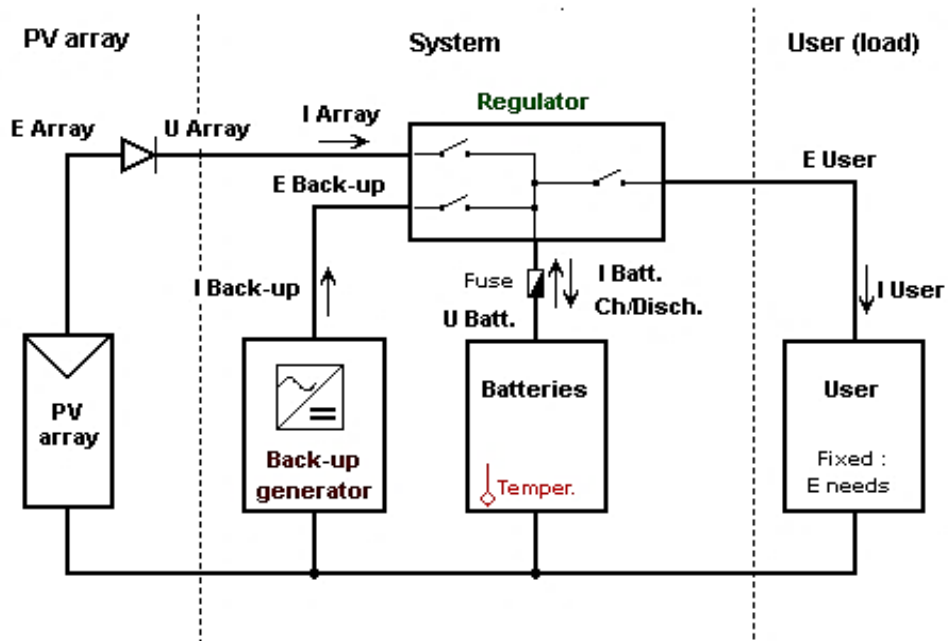 PV array
System
User (load)
Regulator
E Array
U Array
I Array
E User
E Back-up
I Back-up
Fuse
I Batt.
Ch/Disch.
U Batt.
I User
PV
array
Back-up
generator
Batteries
Temper.
User
Fixed :
E needs